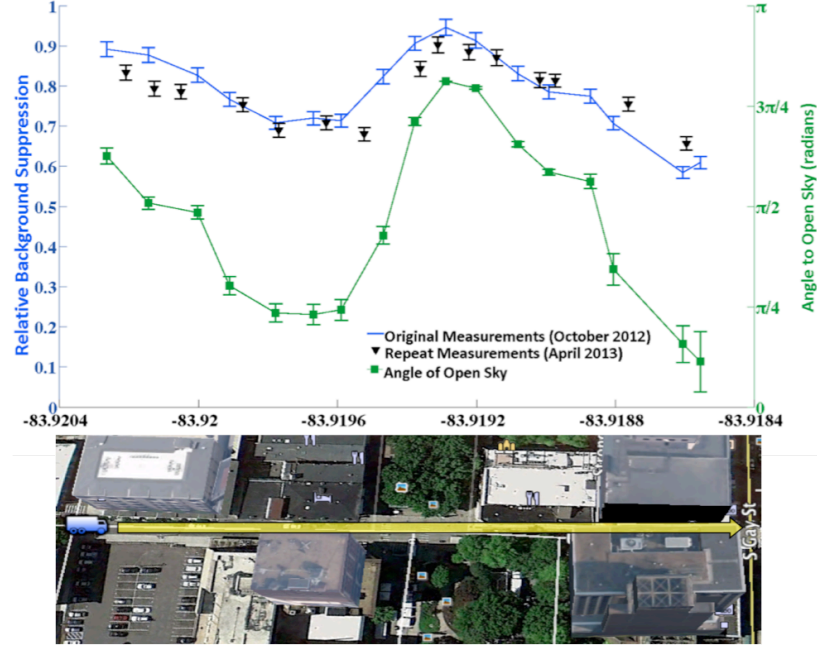 Relative Background Suppression
1
0.9
0.8
0.7
0.6
0.5
0.4
0.3
0.2
0.1
0
π
3π/4
π/2
π/4
0
Angle to Open Sky (radians)
Original Measurements (October 2012)
Repeat Measurements (April 2013)
Angle of Open Sky
-83.9204
-83.92
-83.9196
-83.9192
-83.9188
-83.9184
S Gay St